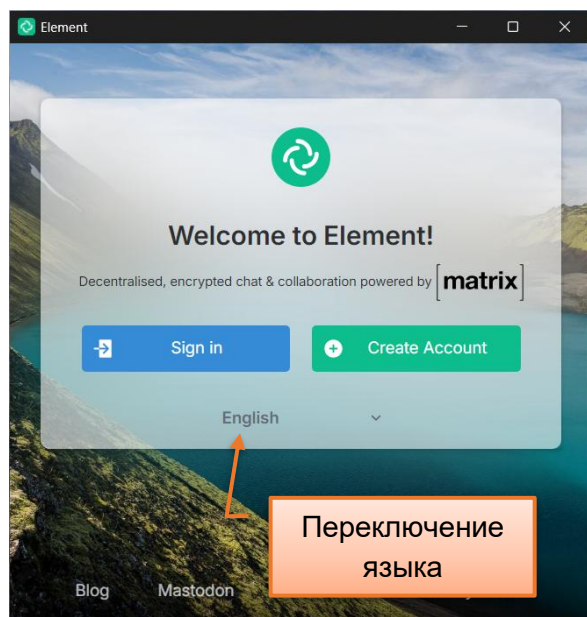 Element
Welcome to Element!
Decentralised, encrypted chat & collaboration powered by [matrix]
Sign in
Create Account
English
Переключение
языка
Blog
Mastodon